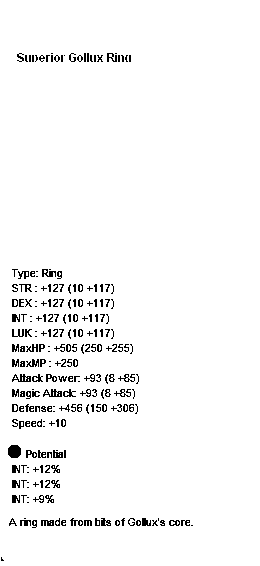 Superior Gollux Ring
Type: Ring
STR : +127 (10 +117)
DEX : +127 (10 +117)
INT : +127 (10 +117)
LUK : +127 (10 +117)
MaxHP : +505 (250 +255)
MaxMP : +250
Attack Power: +93 (8 +85)
Magic Attack: +93 (8 +85)
Defense: +456 (150 +306)
Speed: +10
Potential
INT: +12%
INT: +12%
INT: +9%
A ring made from bits of Gollux's core.